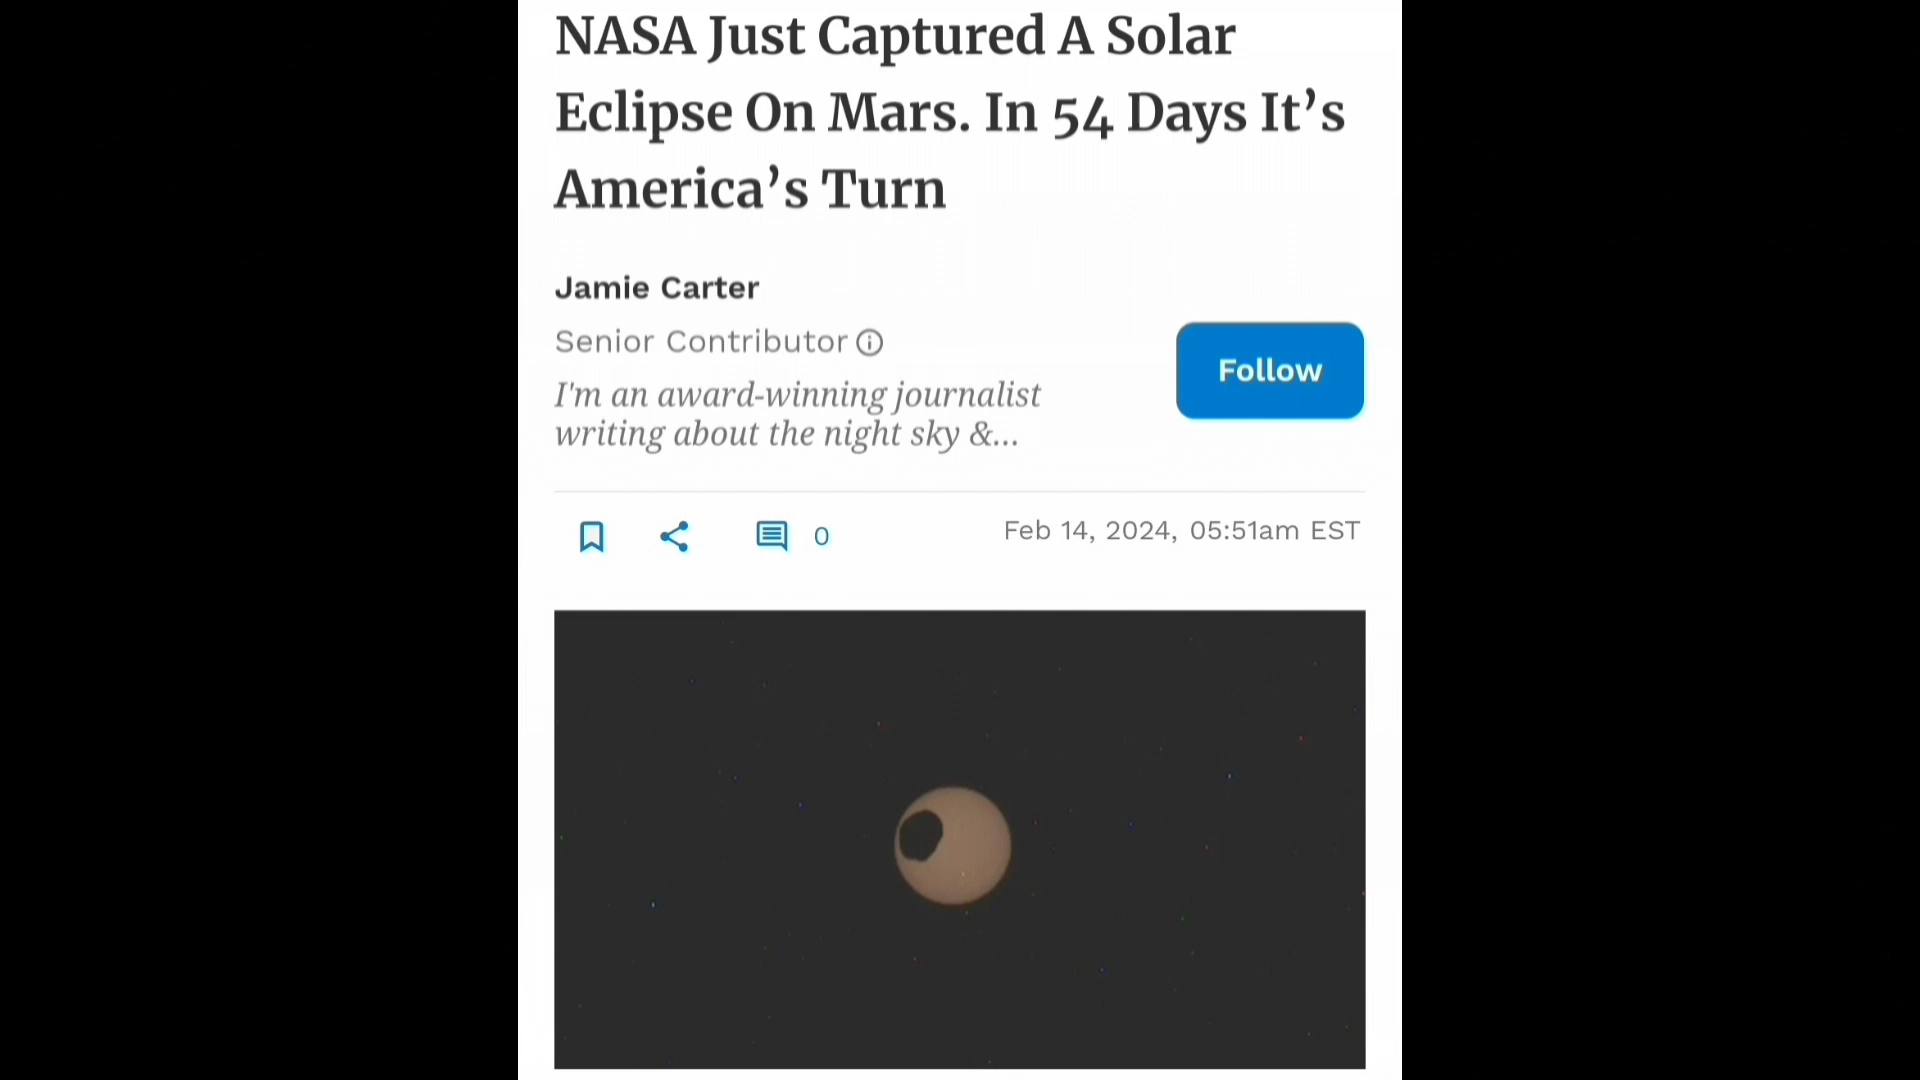 NASA Just Captured A Solar
Eclipse On Mars. In 54 Days It’s
America’s Turn
Jamie Carter
Senior Contributor
I'm an award-winning journalist
writing about the night sky &...
Follow
0
Feb 14, 2024, 05:51am EST